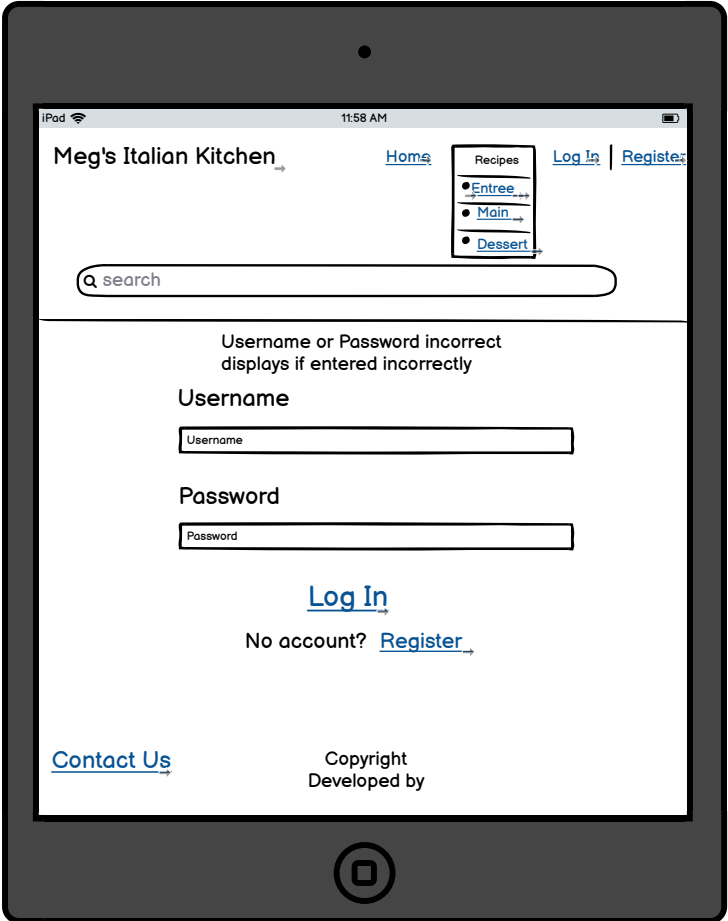 iPad 11:58 AM
Meg's Italian Kitchen Home Recipes Log In Register
Entree
Main
Dessert
search
Username or Password incorrect
displays if entered incorrectly
Username
Username
Password
Password
Log In
No account? Register
Contact Us Copyright
Developed by